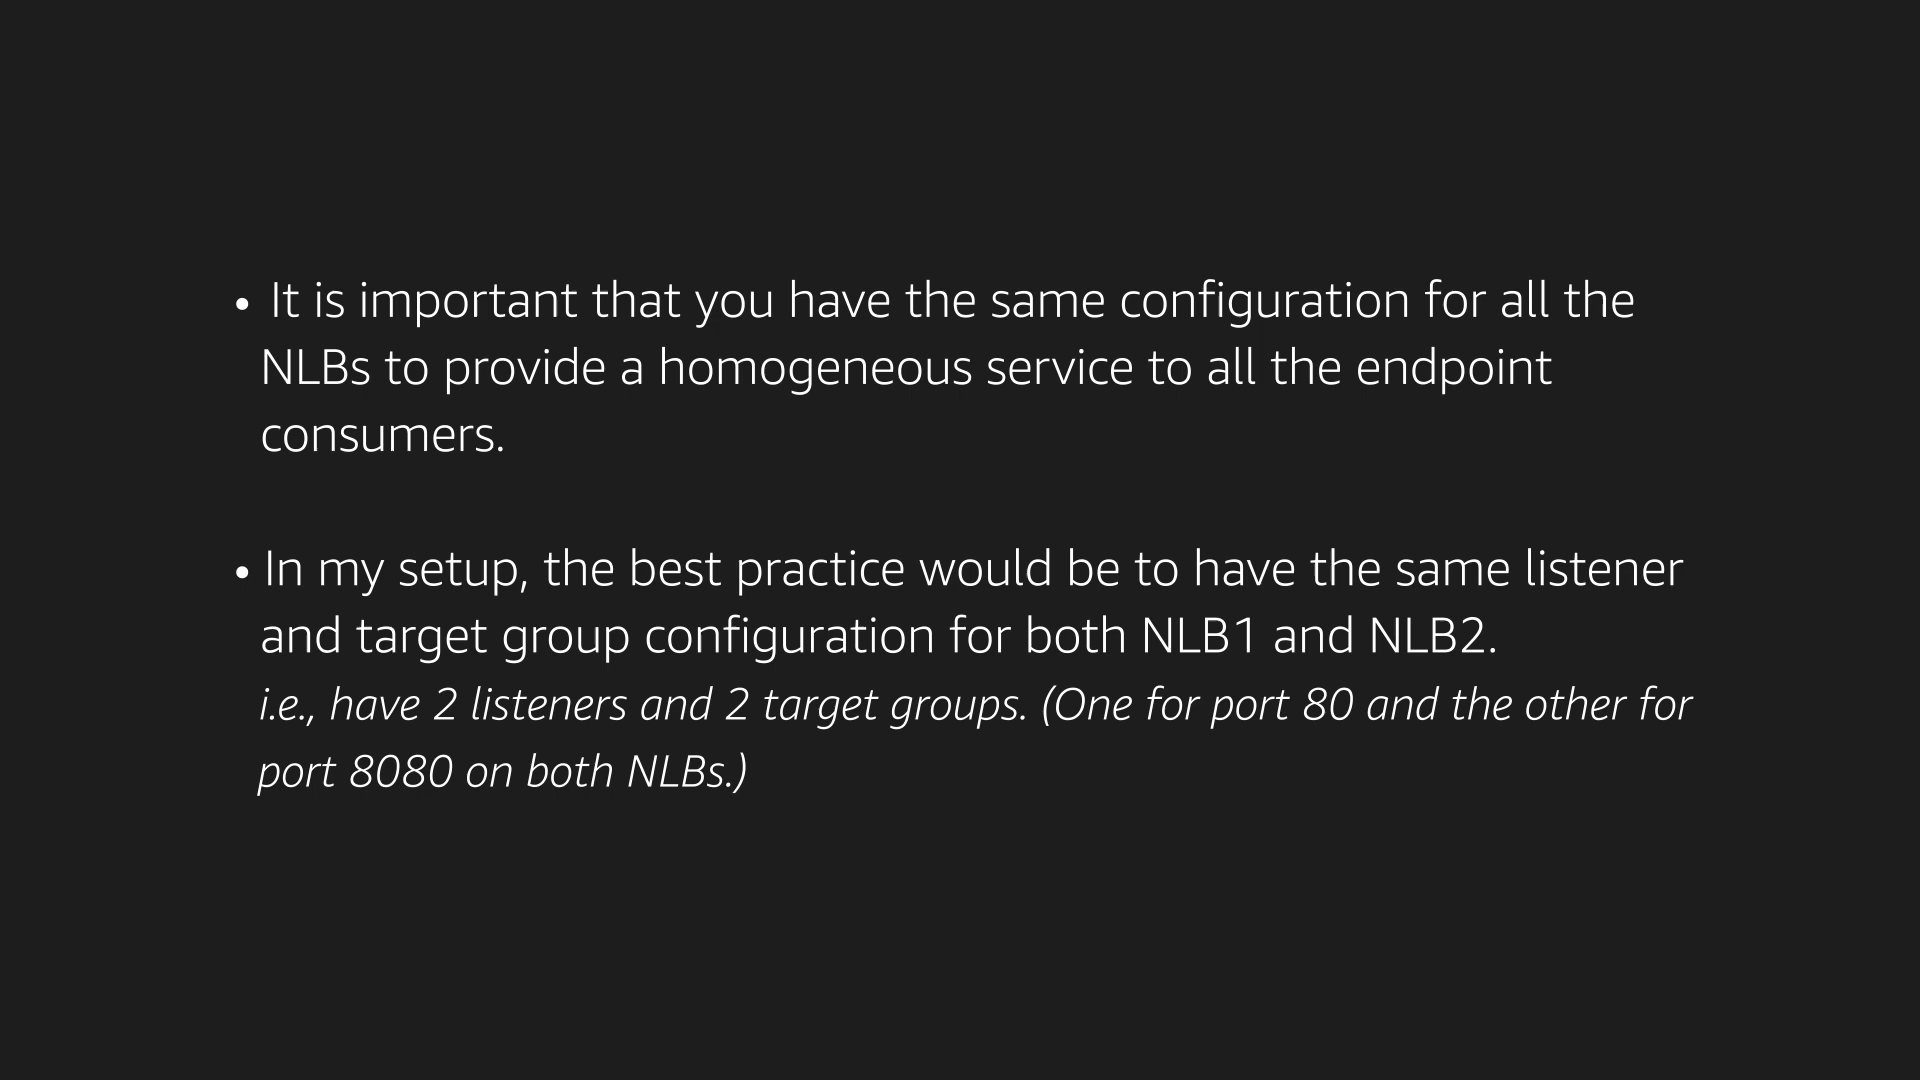 • It is important that you have the same configuration for all the
NLBs to provide a homogeneous service to all the endpoint
consumers.
• In my setup, the best practice would be to have the same listener
and target group configuration for both NLB1 and NLB2.
i.e., have 2 listeners and 2 target groups. (One for port 80 and the other for
port 8080 on both NLBs.)